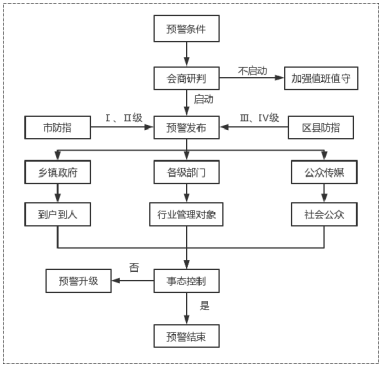 预警条件
会商研判
不启动
加强值班值守
启动
市防指
Ⅰ、Ⅱ级
预警发布
Ⅲ、Ⅳ级
区县防指
乡镇政府
各级部门
公众传媒
到户到人
行业管理对象
社会公众
否
预警升级
事态控制
是
预警结束